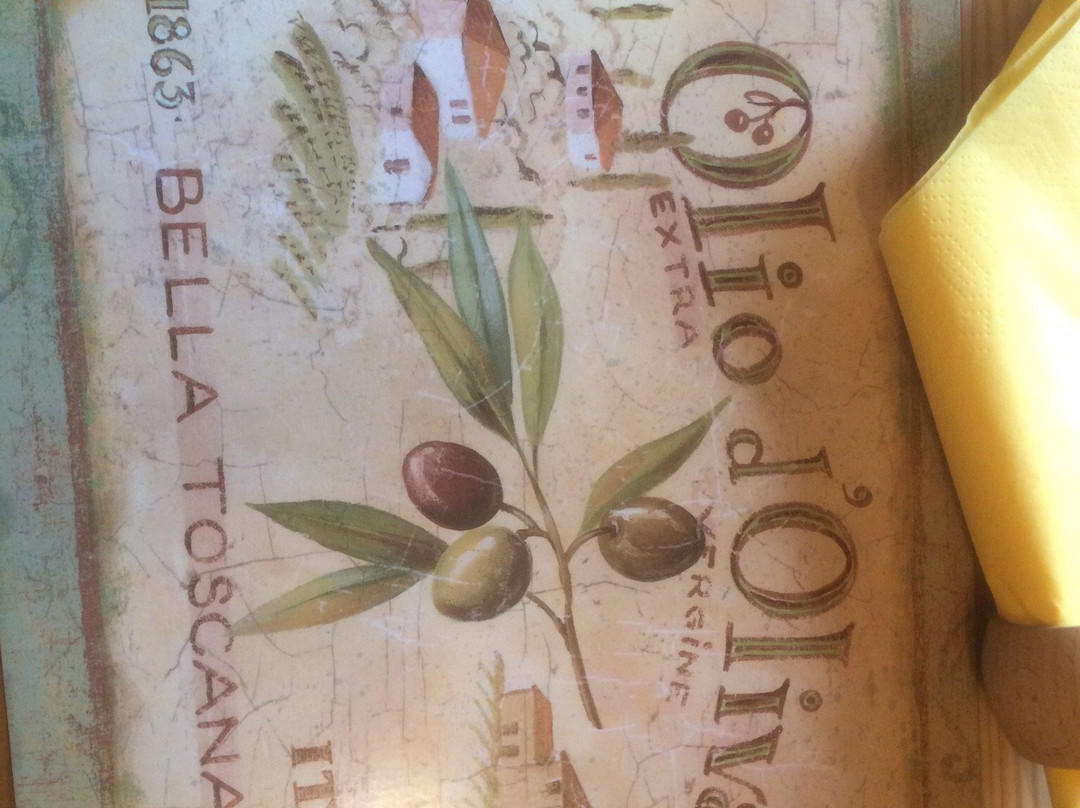 Olio d'Oliva
EXTRA VERGINE
1863 BELLA TOSCANA